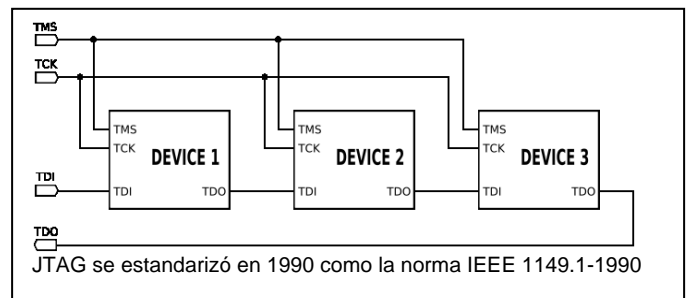 TMS
TCK
TMS
TCK
DEVICE 1
TDI
TDO
TMS
TCK
DEVICE 2
TDI
TDO
TMS
TCK
DEVICE 3
TDI
TDO
TDI
TDO
JTAG se estandarizó en 1990 como la norma IEEE 1149.1-1990